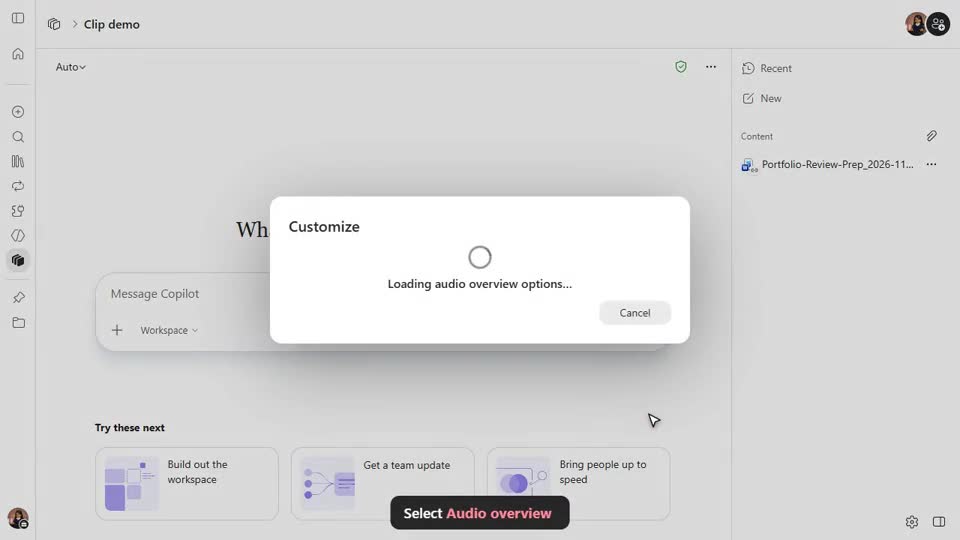 Clip demo
Auto
Recent
New
Content
Portfolio-Review-Prep_2026-11...
Customize
Loading audio overview options...
Cancel
Message Copilot
Workspace
Try these next
Build out the
workspace
Get a team update
Bring people up to
speed
Select Audio overview